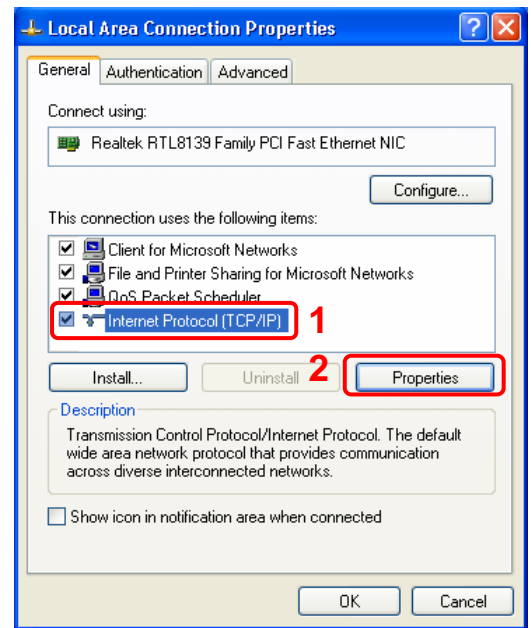 Local Area Connection Properties
General Authentication Advanced
Connect using:
Realtek RTL8139 Family PCI Fast Ethernet NIC
Configure...
This connection uses the following items:
Client for Microsoft Networks
File and Printer Sharing for Microsoft Networks
QoS Packet Scheduler
Internet Protocol (TCP/IP) 1
Install... Uninstall 2 Properties
Description
Transmission Control Protocol/Internet Protocol. The default
wide area network protocol that provides communication
across diverse interconnected networks.
Show icon in notification area when connected
OK Cancel